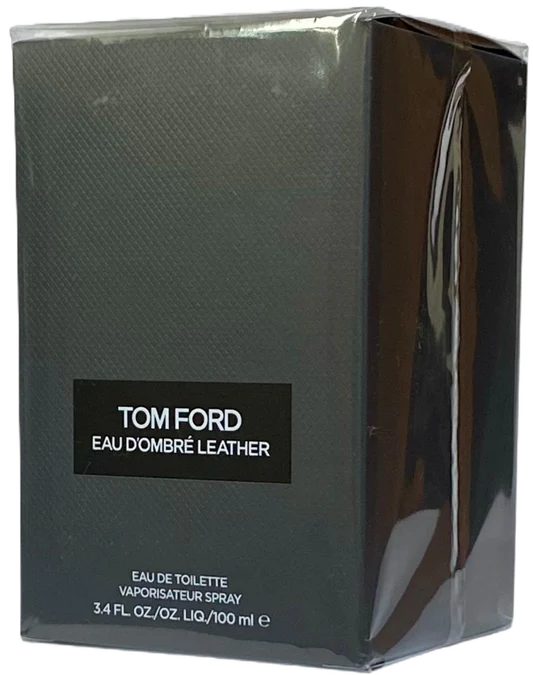 TOM FORD
EAU D'OMBRÉ LEATHER
EAU DE TOILETTE
VAPORISATEUR SPRAY
3.4 FL. OZ./OZ. LIQ./100 ml ℮